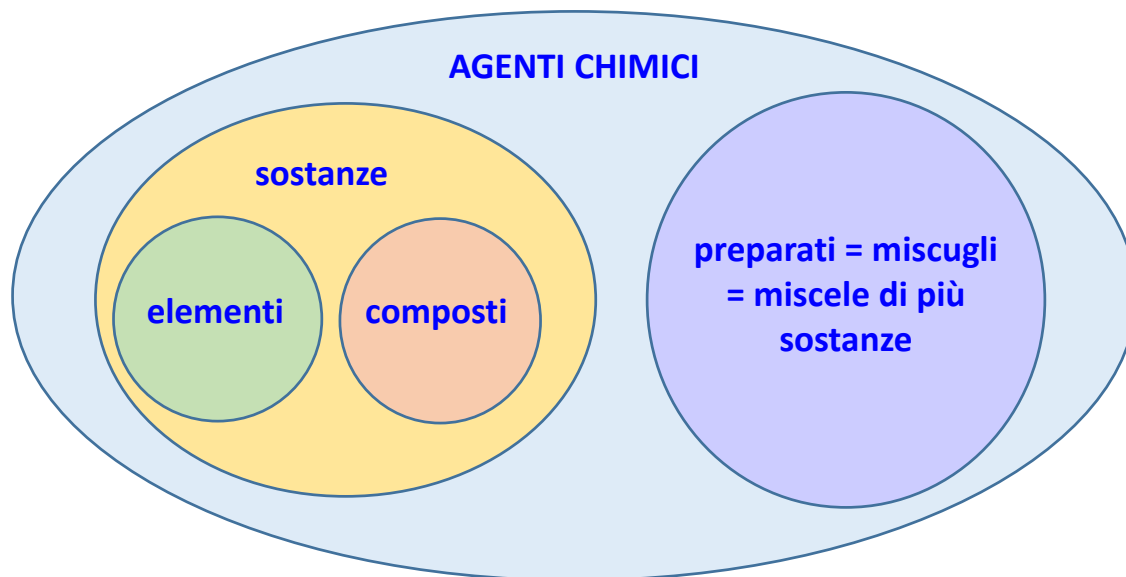 AGENTI CHIMICI
sostanze
elementi
composti
preparati = miscugli
= miscele di più
sostanze